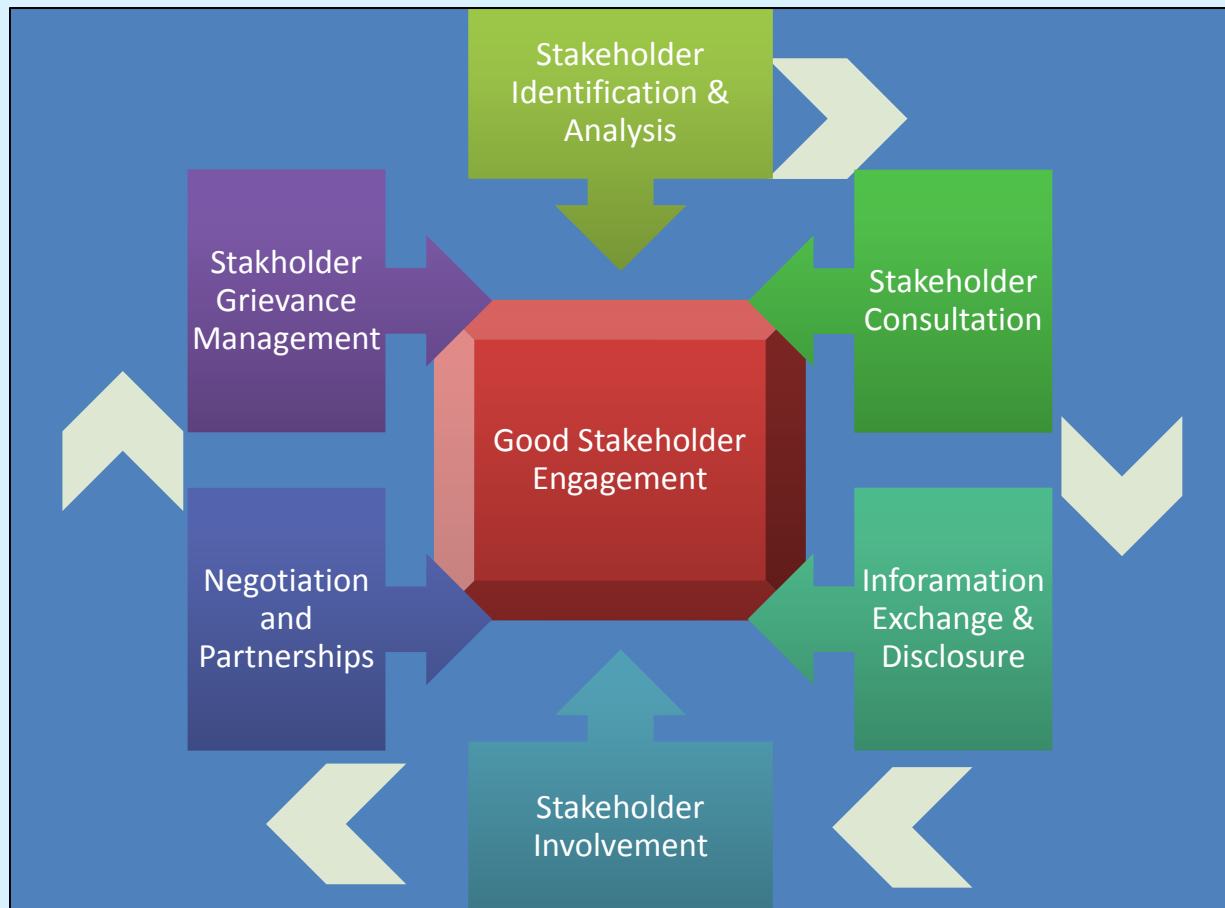 Stakeholder
Identification &
Analysis
Stakholder
Grievance
Management
Stakeholder
Consultation
Good Stakeholder
Engagement
Negotiation
and
Partnerships
Inforamation
Exchange &
Disclosure
Stakeholder
Involvement